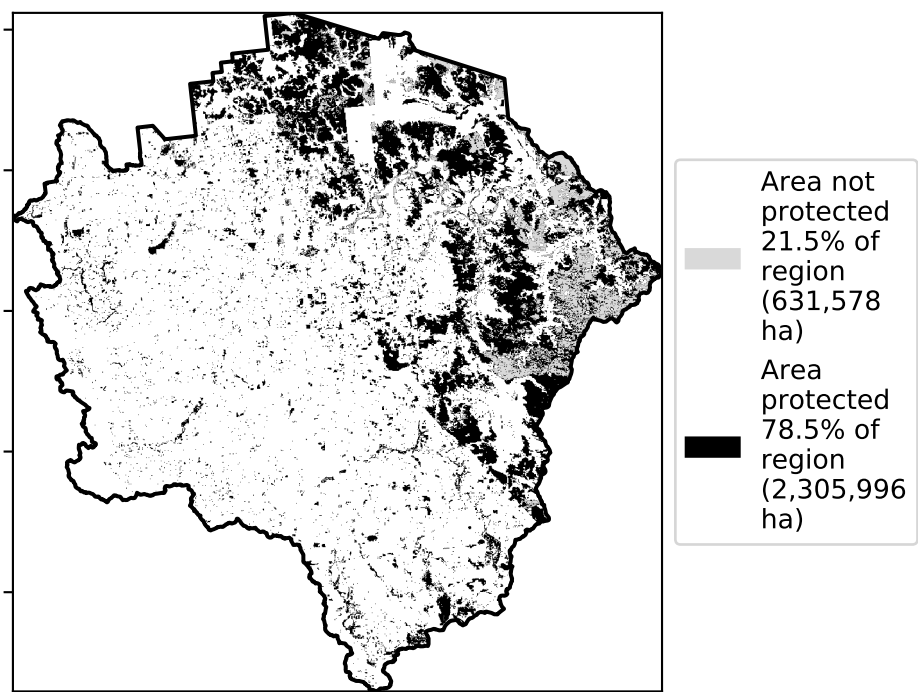 Area not
protected
21.5% of
region
(631,578
ha)
Area
protected
78.5% of
region
(2,305,996
ha)